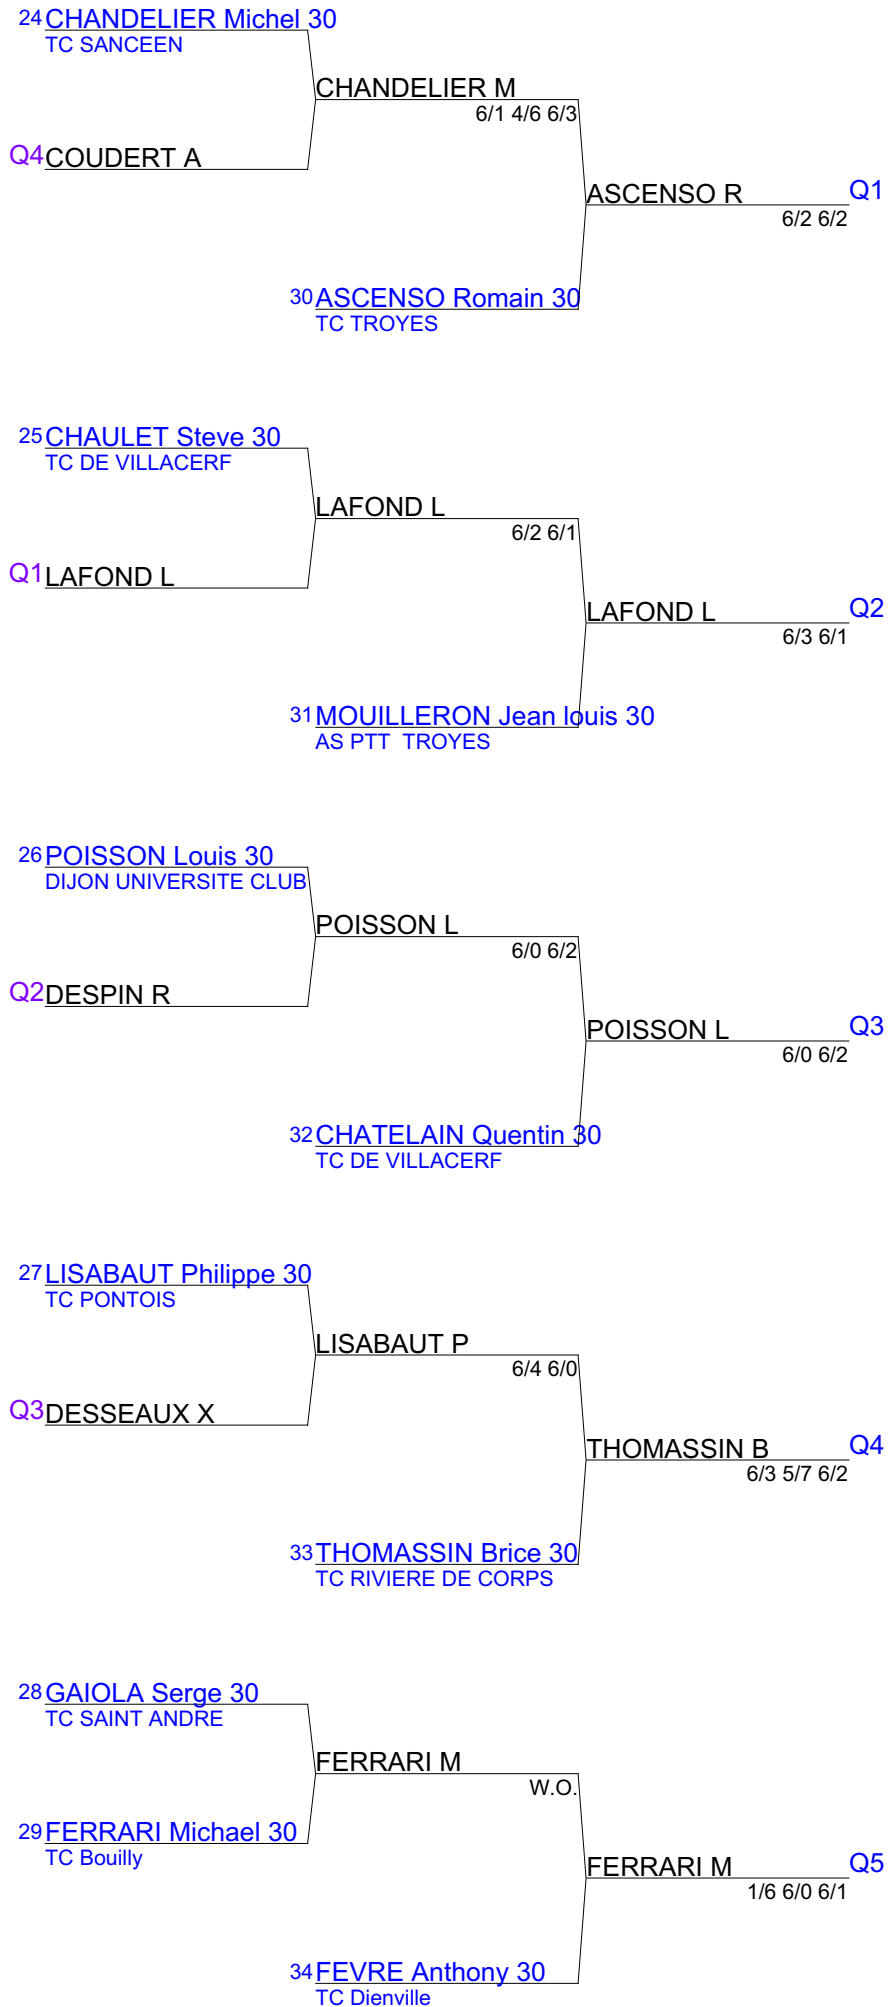 24 CHANDELIER Michel 30
TC SANCEEN
CHANDELIER M
6/1 4/6 6/3
Q4 COUDERT A
ASCENSO R Q1
6/2 6/2
30 ASCENSO Romain 30
TC TROYES
25 CHAULET Steve 30
TC DE VILLACERF
LAFOND L
6/2 6/1
Q1 LAFOND L
LAFOND L Q2
6/3 6/1
31 MOUILLERON Jean louis 30
AS PTT TROYES
26 POISSON Louis 30
DIJON UNIVERSITE CLUB
POISSON L
6/0 6/2
Q2 DESPIN R
POISSON L Q3
6/0 6/2
32 CHATELAIN Quentin 30
TC DE VILLACERF
27 LISABAUT Philippe 30
TC PONTOIS
LISABAUT P
6/4 6/0
Q3 DESSEAUX X
THOMASSIN B Q4
6/3 5/7 6/2
33 THOMASSIN Brice 30
TC RIVIERE DE CORPS
28 GAIOLA Serge 30
TC SAINT ANDRE
FERRARI M
W.O.
29 FERRARI Michael 30
TC Bouilly
FERRARI M Q5
1/6 6/0 6/1
34 FEVRE Anthony 30
TC Dienville